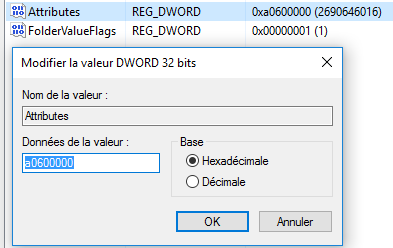 Attributes REG_DWORD 0xa0600000 (2690646016)
FolderValueFlags REG_DWORD 0x00000001 (1)
Modifier la valeur DWORD 32 bits
Nom de la valeur :
Attributes
Données de la valeur :
a0600000
Base
Hexadécimale
Décimale
OK
Annuler